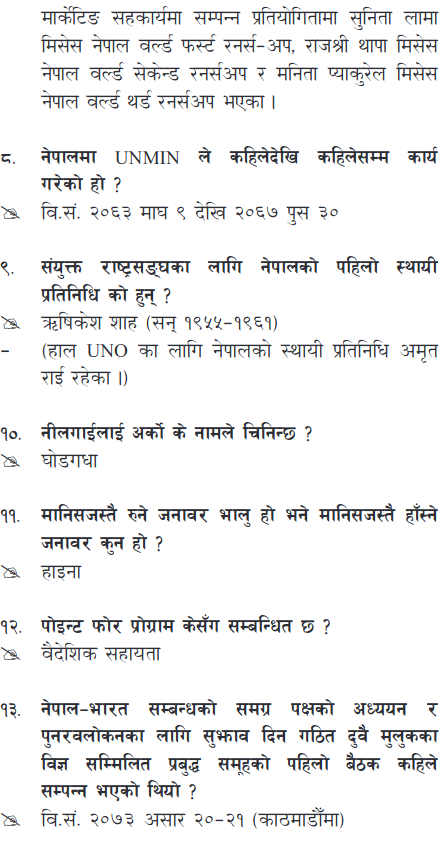 मार्केटिङ सहकार्यमा सम्पन्न प्रतियोगितामा सुनिता लामा
मिसेस नेपाल वर्ल्ड फर्स्ट रनर्स-अप, राजश्री थापा मिसेस
नेपाल वर्ल्ड सेकेन्ड रनर्सअप र मनिता प्याकुरेल मिसेस
नेपाल वर्ल्ड थर्ड रनर्सअप भएका ।
८. नेपालमा UNMIN ले कहिलेदेखि कहिलेसम्म कार्य
गरेको हो ?
वि.सं. २०६३ माघ ९ देखि २०६७ पुस ३०
९. संयुक्त राष्ट्रसङ्घका लागि नेपालको पहिलो स्थायी
प्रतिनिधि को हुन् ?
ऋषिकेश शाह (सन् १९५५-१९६१)
- (हाल UNO का लागि नेपालको स्थायी प्रतिनिधि अमृत
राई रहेका ।)
१०. नीलगाईलाई अर्को के नामले चिनिन्छ ?
घोडगधा
११. मानिसजस्तै रुने जनावर भालु हो भने मानिसजस्तै हाँस्ने
जनावर कुन हो ?
हाइना
१२. पोइन्ट फोर प्रोग्राम केसँग सम्बन्धित छ ?
वैदेशिक सहायता
१३. नेपाल-भारत सम्बन्धको समग्र पक्षको अध्ययन र
पुनरवलोकनका लागि सुझाव दिन गठित दुवै मुलुकका
विज्ञ सम्मिलित प्रबुद्ध समूहको पहिलो बैठक कहिले
सम्पन्न भएको थियो ?
वि.सं. २०७३ असार २०-२१ (काठमाडौँमा)